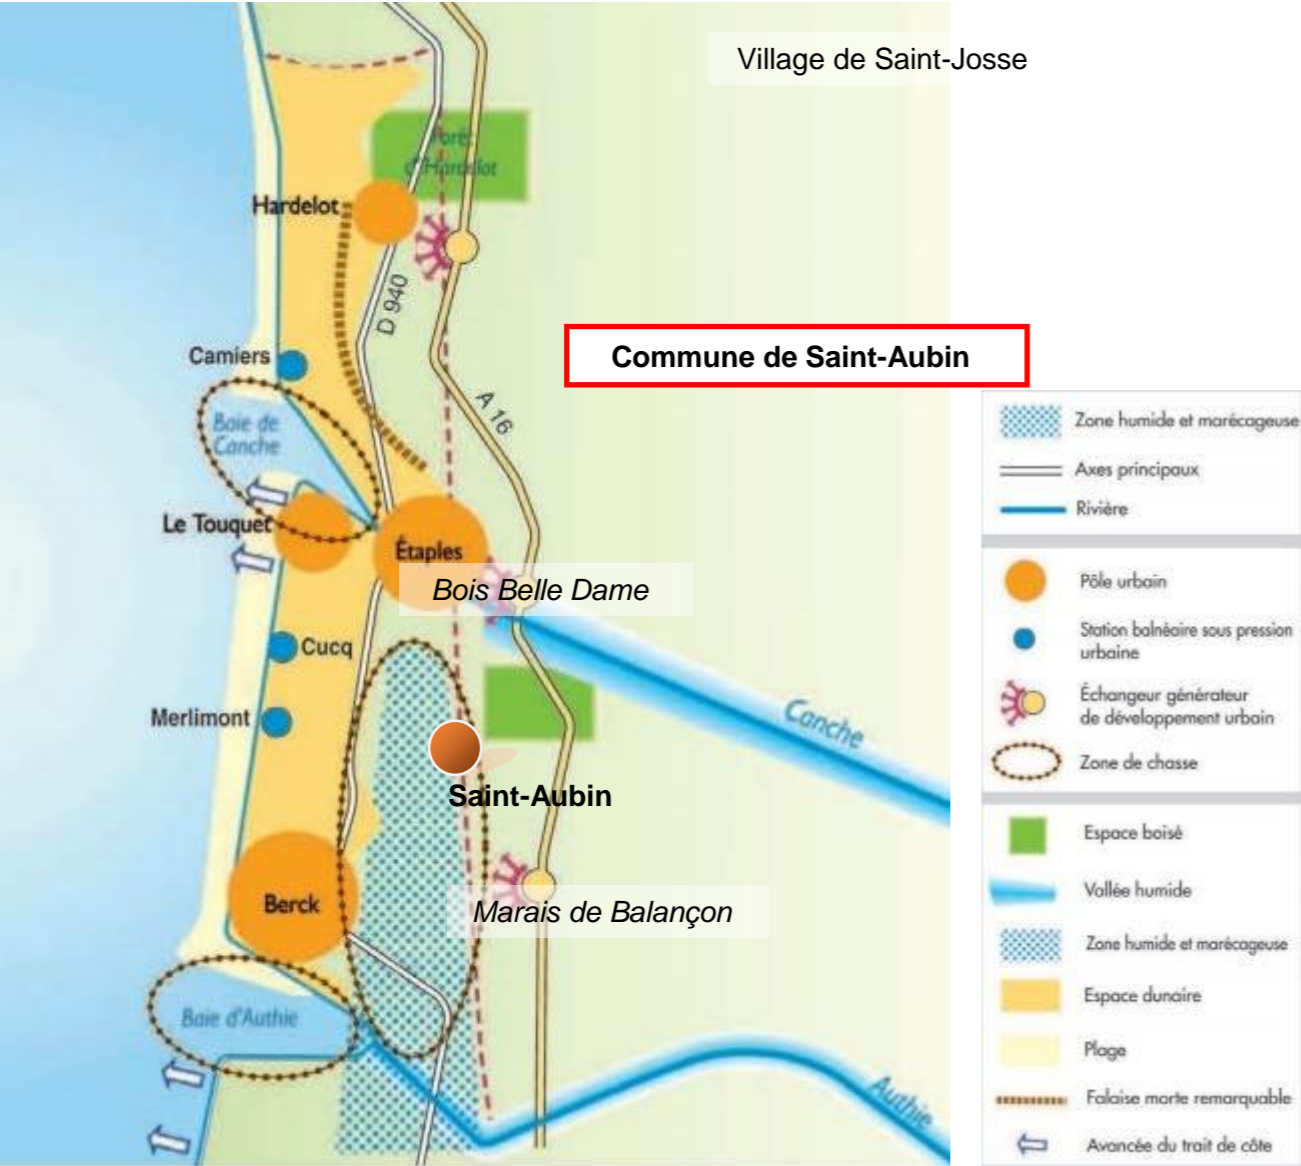 Village de Saint-Josse
Forêt
d'Hardelot
Hardelot
D 940
Commune de Saint-Aubin
Camiers
A 16
Baie de
Canche
Le Touquet
Étaples
Bois Belle Dame
Cucq
Merlimont
Canche
Saint-Aubin
Berck
Marais de Balançon
Baie d'Authie
Authie
Zone humide et marécageuse
Axes principaux
Rivière
Pôle urbain
Station balnéaire sous pression
urbaine
Échangeur générateur
de développement urbain
Zone de chasse
Espace boisé
Vallée humide
Zone humide et marécageuse
Espace dunaire
Plage
Falaise morte remarquable
Avancée du trait de côte